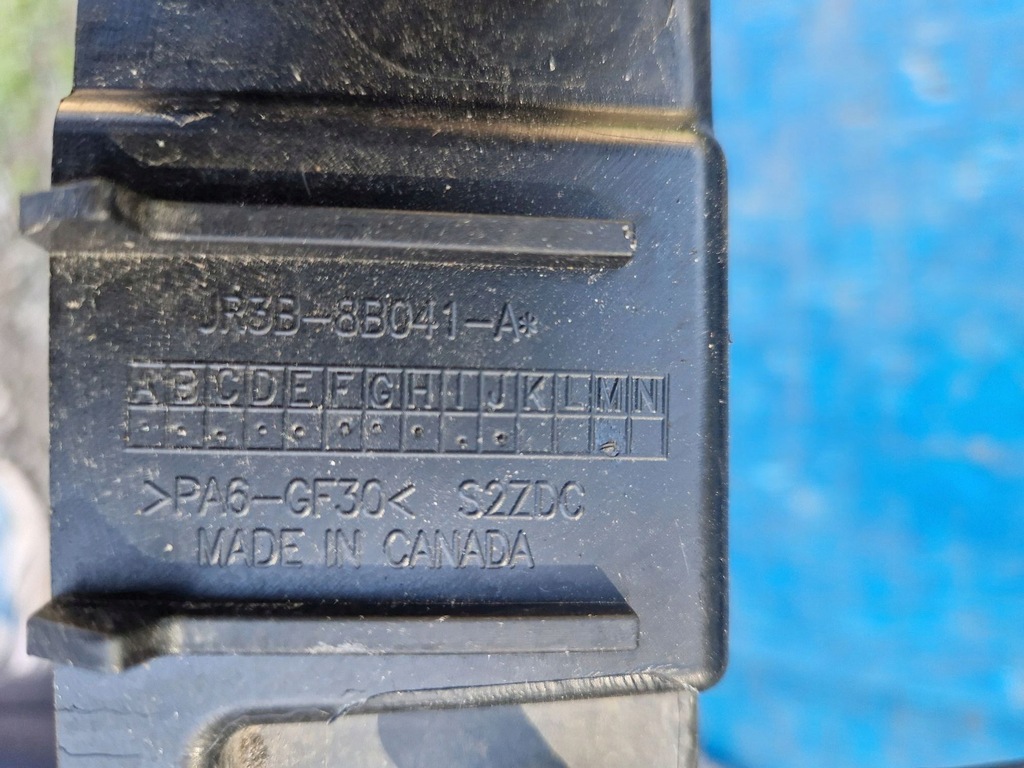 JR3B-8B041-A*
A B C D E F G H I J K L M N
>PA6-GF30< S2ZDC
MADE IN CANADA